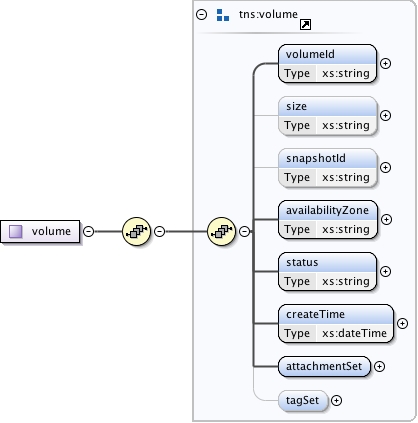 tns:volume
volumeId
Type xs:string
size
Type xs:string
snapshotId
Type xs:string
availabilityZone
Type xs:string
volume
status
Type xs:string
createTime
Type xs:dateTime
attachmentSet
tagSet